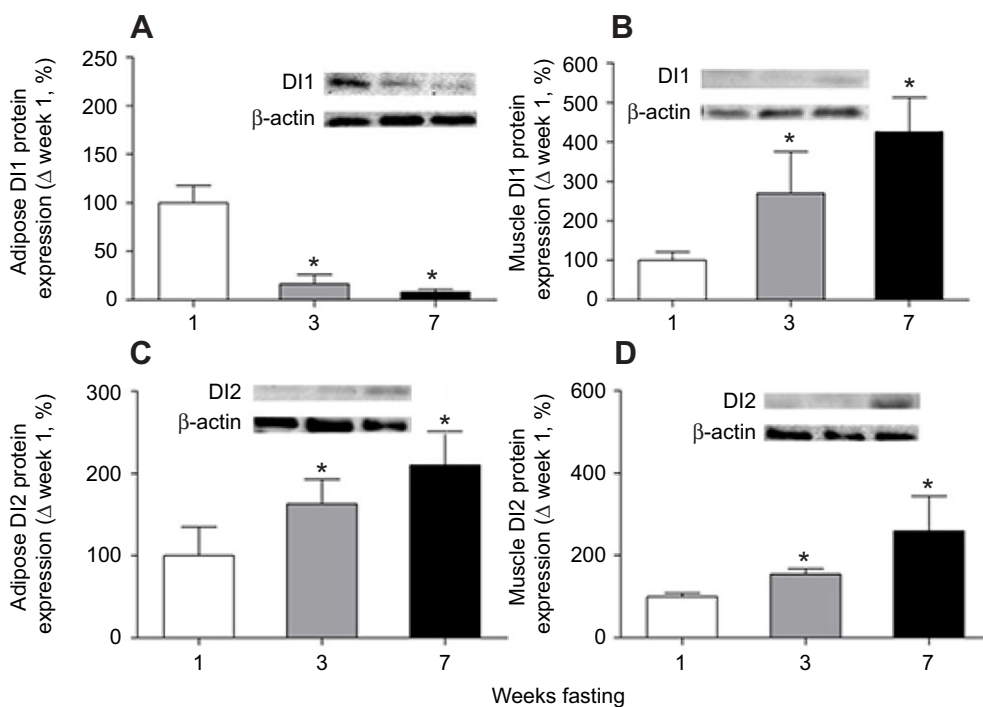 A
Adipose DI1 protein
expression (Δ week 1, %)
250
200
150
100
50
0
DI1
β-actin
*
*
1 3 7
B
Muscle DI1 protein
expression (Δ week 1, %)
600
500
400
300
200
100
0
DI1
β-actin
*
*
1 3 7
C
Adipose DI2 protein
expression (Δ week 1, %)
300
200
100
0
DI2
β-actin
*
*
1 3 7
D
Muscle DI2 protein
expression (Δ week 1, %)
600
400
200
0
DI2
β-actin
*
*
1 3 7
Weeks fasting